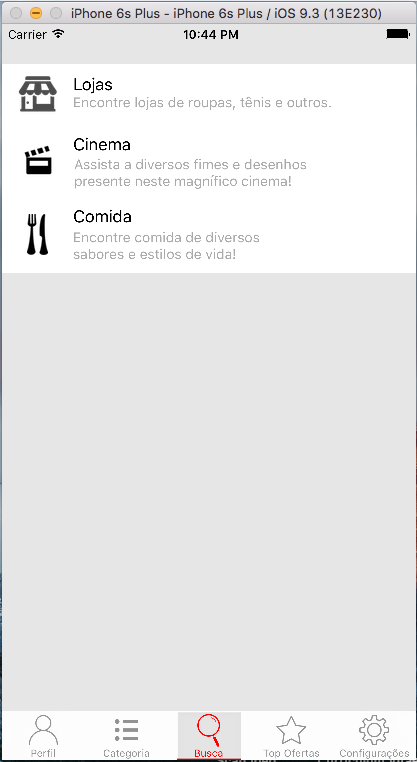 iPhone 6s Plus - iPhone 6s Plus / iOS 9.3 (13E230)
Carrier 10:44 PM
Lojas
Encontre lojas de roupas, tênis e outros.
Cinema
Assista a diversos fimes e desenhos
presente neste magnífico cinema!
Comida
Encontre comida de diversos
sabores e estilos de vida!
Perfil Categoria Busca Top Ofertas Configurações